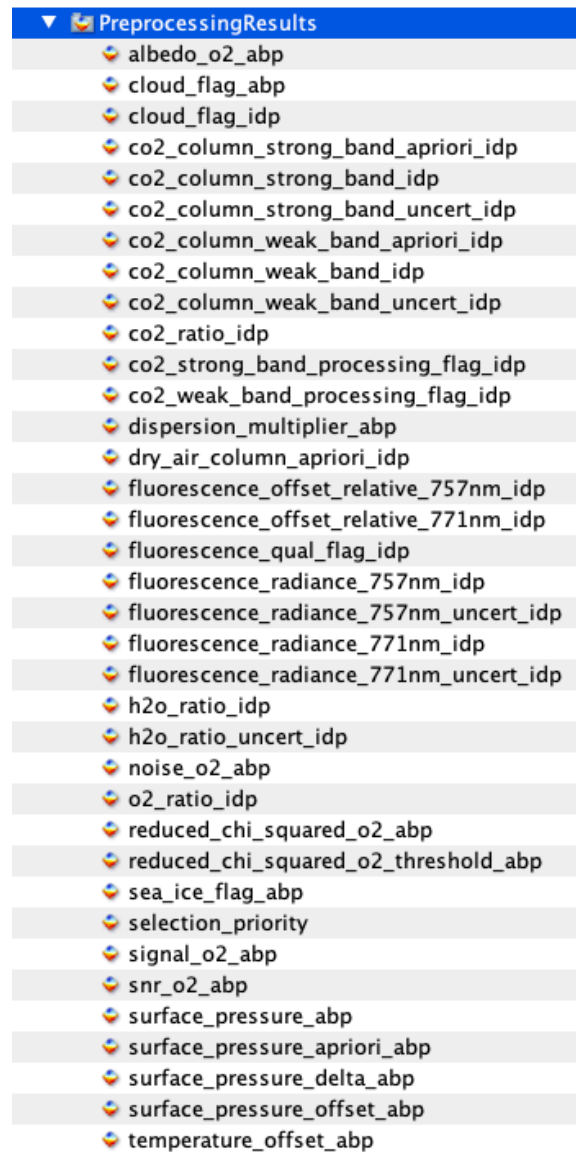 PreprocessingResults
albedo_o2_abp
cloud_flag_abp
cloud_flag_idp
co2_column_strong_band_apriori_idp
co2_column_strong_band_idp
co2_column_strong_band_uncert_idp
co2_column_weak_band_apriori_idp
co2_column_weak_band_idp
co2_column_weak_band_uncert_idp
co2_ratio_idp
co2_strong_band_processing_flag_idp
co2_weak_band_processing_flag_idp
dispersion_multiplier_abp
dry_air_column_apriori_idp
fluorescence_offset_relative_757nm_idp
fluorescence_offset_relative_771nm_idp
fluorescence_qual_flag_idp
fluorescence_radiance_757nm_idp
fluorescence_radiance_757nm_uncert_idp
fluorescence_radiance_771nm_idp
fluorescence_radiance_771nm_uncert_idp
h2o_ratio_idp
h2o_ratio_uncert_idp
noise_o2_abp
o2_ratio_idp
reduced_chi_squared_o2_abp
reduced_chi_squared_o2_threshold_abp
sea_ice_flag_abp
selection_priority
signal_o2_abp
snr_o2_abp
surface_pressure_abp
surface_pressure_apriori_abp
surface_pressure_delta_abp
surface_pressure_offset_abp
temperature_offset_abp